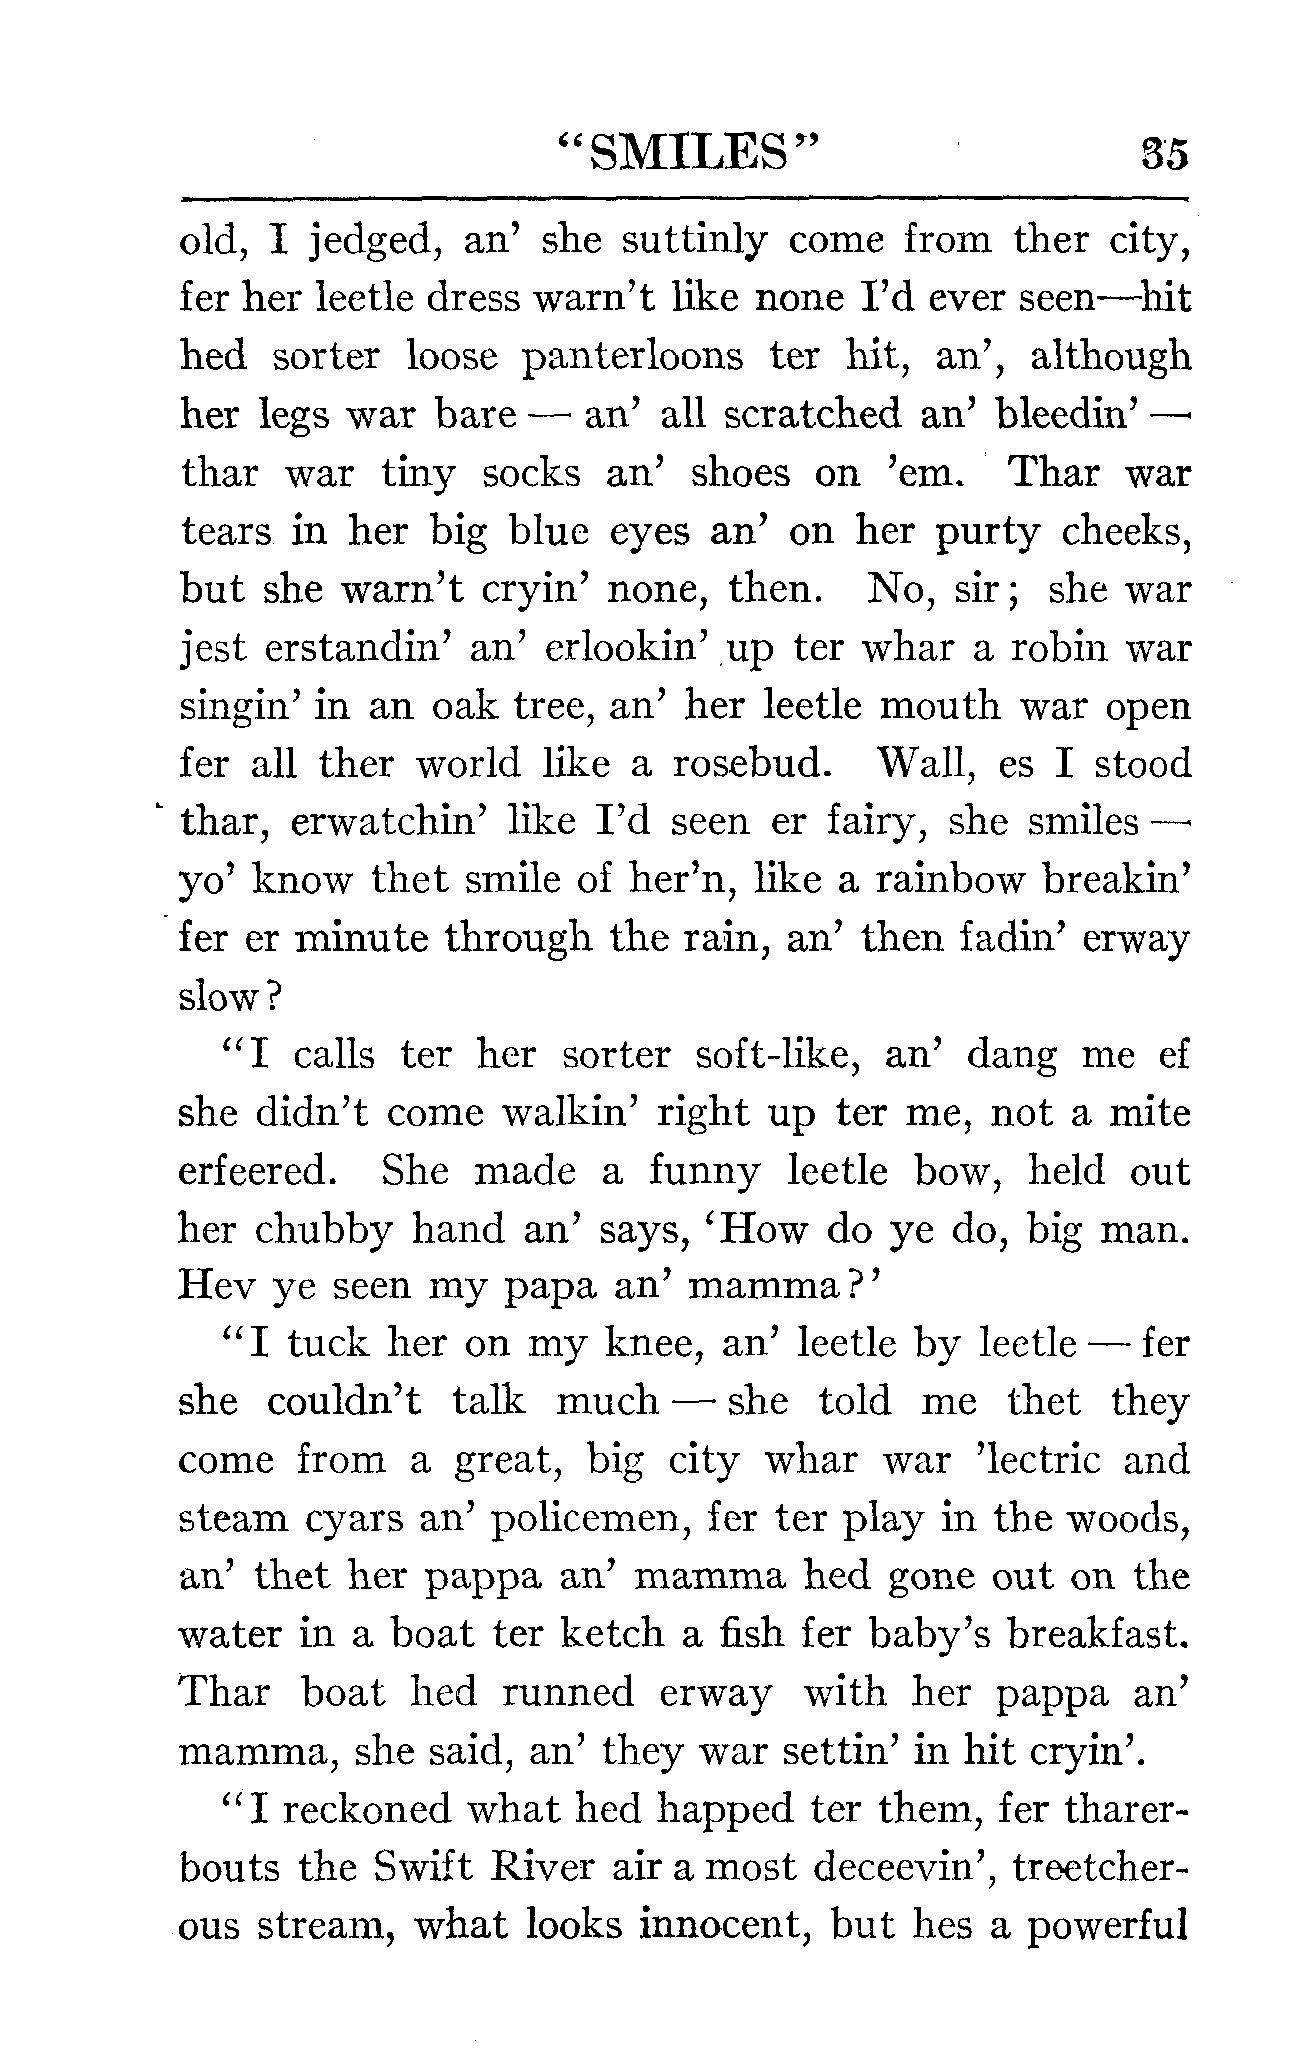 "SMILES" 35
old, I jedged, an' she suttinly come from ther city,
fer her leetle dress warn't like none I'd ever seen—hit
hed sorter loose panterloons ter hit, an', although
her legs war bare — an' all scratched an' bleedin' —
thar war tiny socks an' shoes on 'em. Thar war
tears in her big blue eyes an' on her purty cheeks,
but she warn't cryin' none, then. No, sir; she war
jest erstandin' an' erlookin' up ter whar a robin war
singin' in an oak tree, an' her leetle mouth war open
fer all ther world like a rosebud. Wall, es I stood
thar, erwatchin' like I'd seen er fairy, she smiles —
yo' know thet smile of her'n, like a rainbow breakin'
fer er minute through the rain, an' then fadin' erway
slow?
"I calls ter her sorter soft-like, an' dang me ef
she didn't come walkin' right up ter me, not a mite
erfeered. She made a funny leetle bow, held out
her chubby hand an' says, 'How do ye do, big man.
Hev ye seen my papa an' mamma?'
"I tuck her on my knee, an' leetle by leetle — fer
she couldn't talk much — she told me thet they
come from a great, big city whar war 'lectric and
steam cyars an' policemen, fer ter play in the woods,
an' thet her pappa an' mamma hed gone out on the
water in a boat ter ketch a fish fer baby's breakfast.
Thar boat hed runned erway with her pappa an'
mamma, she said, an' they war settin' in hit cryin'.
"I reckoned what hed happed ter them, fer tharer-
bouts the Swift River air a most deceevin', treetcher-
ous stream, what looks innocent, but hes a powerful